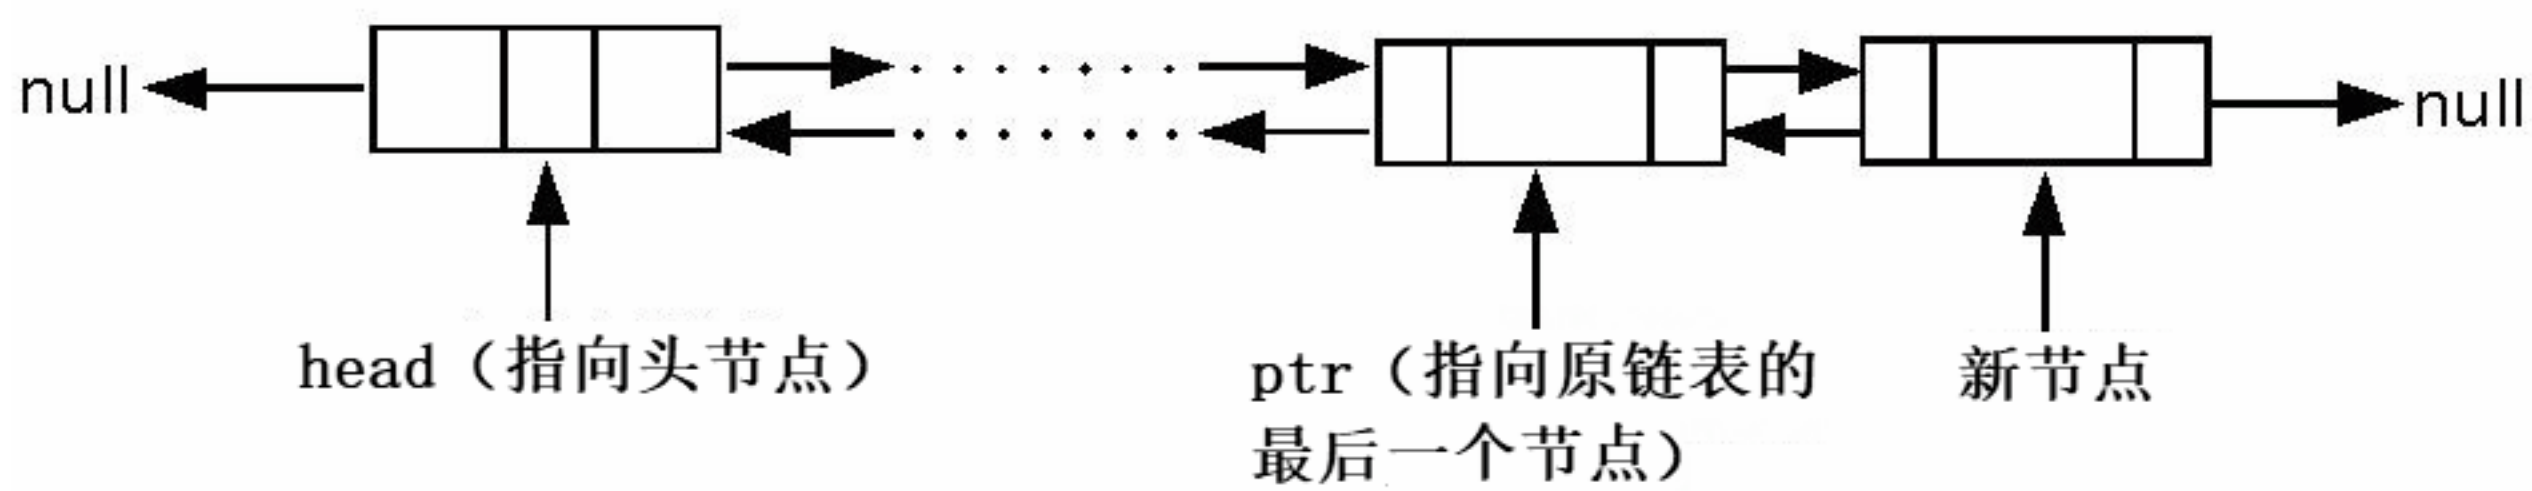 null
null
head（指向头节点）
ptr（指向原链表的
最后一个节点）
新节点